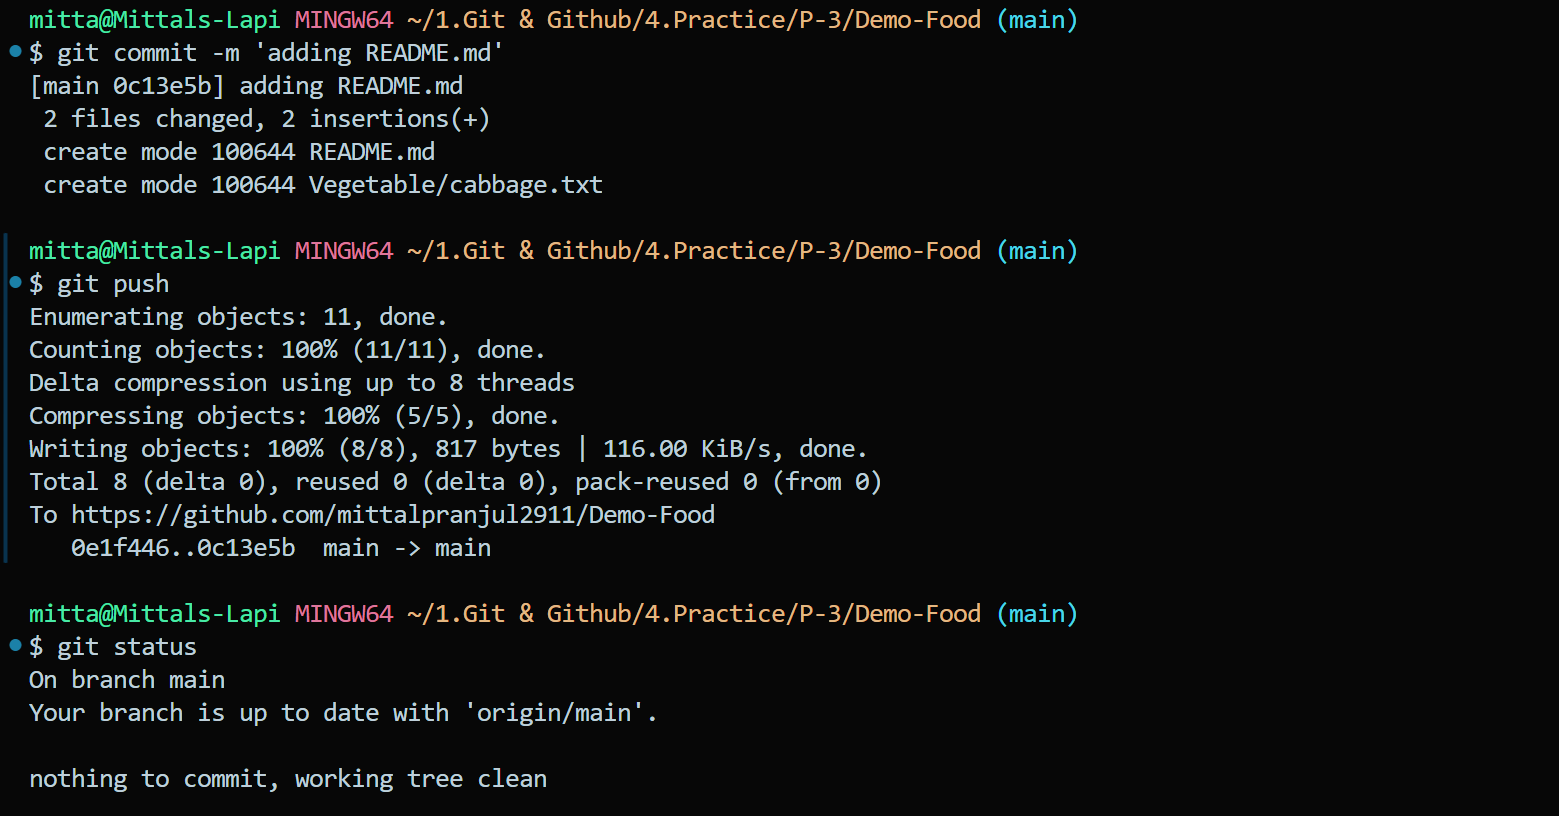 mitta@Mittals-Lapi MINGW64 ~/1.Git & Github/4.Practice/P-3/Demo-Food (main)
$ git commit -m 'adding README.md'
[main 0c13e5b] adding README.md
 2 files changed, 2 insertions(+)
 create mode 100644 README.md
 create mode 100644 Vegetable/cabbage.txt

mitta@Mittals-Lapi MINGW64 ~/1.Git & Github/4.Practice/P-3/Demo-Food (main)
$ git push
Enumerating objects: 11, done.
Counting objects: 100% (11/11), done.
Delta compression using up to 8 threads
Compressing objects: 100% (5/5), done.
Writing objects: 100% (8/8), 817 bytes | 116.00 KiB/s, done.
Total 8 (delta 0), reused 0 (delta 0), pack-reused 0 (from 0)
To https://github.com/mittalpranjul2911/Demo-Food
   0e1f446..0c13e5b  main -> main

mitta@Mittals-Lapi MINGW64 ~/1.Git & Github/4.Practice/P-3/Demo-Food (main)
$ git status
On branch main
Your branch is up to date with 'origin/main'.

nothing to commit, working tree clean